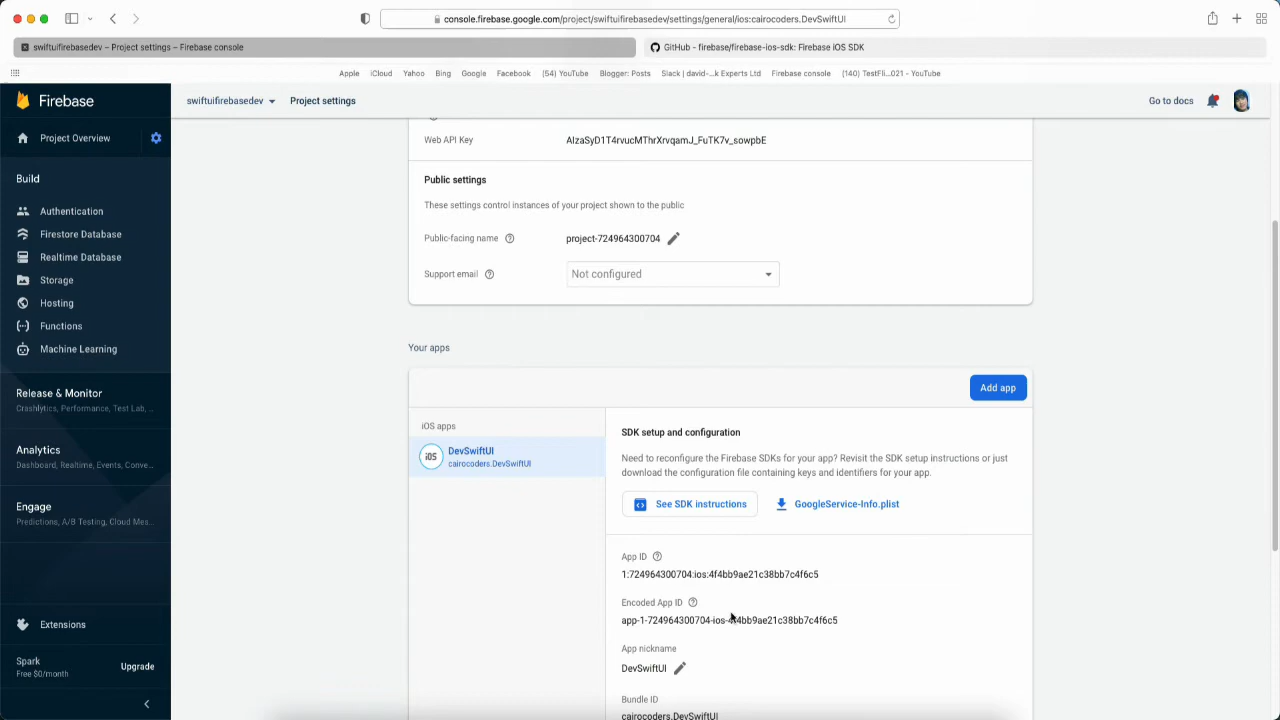 console.firebase.google.com/project/swiftuifirebasedev/settings/general/ios:cairocoders.DevSwiftUI
swiftuifirebasedev – Project settings – Firebase console
GitHub - firebase/firebase-ios-sdk: Firebase iOS SDK
Apple iCloud Yahoo Bing Google Facebook (54) YouTube Blogger: Posts Slack | david-...k Experts Ltd Firebase console (140) TestFli...021 - YouTube
Firebase
swiftuifirebasedev
Project settings
Go to docs
Project Overview
Build
Authentication
Firestore Database
Realtime Database
Storage
Hosting
Functions
Machine Learning
Release & Monitor
Crashlytics, Performance, Test Lab, ...
Analytics
Dashboard, Realtime, Events, Conve...
Engage
Predictions, A/B Testing, Cloud Mes...
Extensions
Spark
Free $0/month
Upgrade
Web API Key
AIzaSyD1T4rvucMThrXrvqamJ_FuTK7v_sowpbE
Public settings
These settings control instances of your project shown to the public
Public-facing name
project-724964300704
Support email
Not configured
Your apps
Add app
iOS apps
iOS
DevSwiftUI
cairocoders.DevSwiftUI
SDK setup and configuration
Need to reconfigure the Firebase SDKs for your app? Revisit the SDK setup instructions or just
download the configuration file containing keys and identifiers for your app.
See SDK instructions
GoogleService-Info.plist
App ID
1:724964300704:ios:4f4bb9ae21c38bb7c4f6c5
Encoded App ID
app-1-724964300704-ios-4f4bb9ae21c38bb7c4f6c5
App nickname
DevSwiftUI
Bundle ID
cairocoders.DevSwiftUI